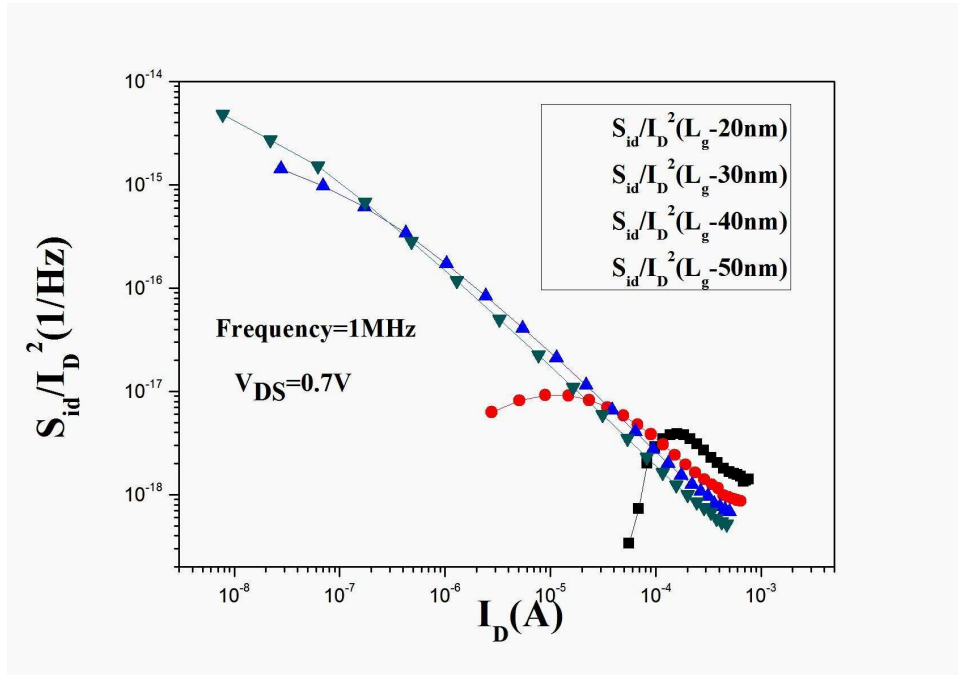 S_id/I_D^2(1/Hz)
10^-14
10^-15
10^-16
10^-17
10^-18
S_id/I_D^2(L_g-20nm)
S_id/I_D^2(L_g-30nm)
S_id/I_D^2(L_g-40nm)
S_id/I_D^2(L_g-50nm)
Frequency=1MHz
V_DS=0.7V
10^-8 10^-7 10^-6 10^-5 10^-4 10^-3
I_D(A)